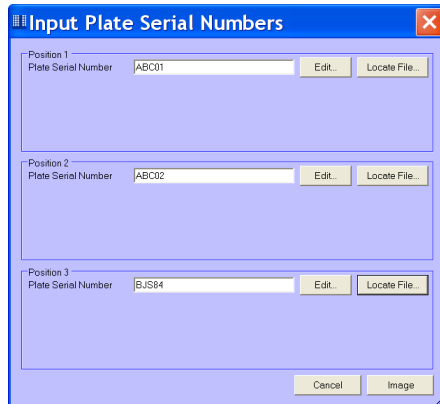 Input Plate Serial Numbers
Position 1
Plate Serial Number ABC01 Edit... Locate File...
Position 2
Plate Serial Number ABC02 Edit... Locate File...
Position 3
Plate Serial Number BJS84 Edit... Locate File...
Cancel Image